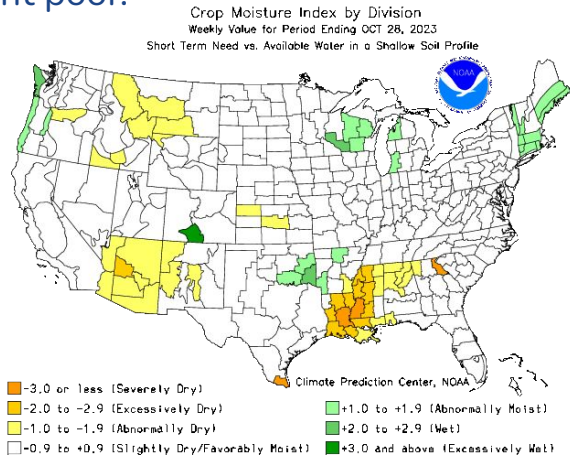 nt poor.
Crop Moisture Index by Division
Weekly Value for Period Ending OCT 28, 2023
Short Term Need vs. Available Water in a Shallow Soil Profile
NOAA
Climate Prediction Center, NOAA
-3.0 or less (Severely Dry)
-2.0 to -2.9 (Excessively Dry)
-1.0 to -1.9 (Abnormally Dry)
-0.9 to +0.9 (Slightly Dry/Favorably Moist)
+1.0 to +1.9 (Abnormally Moist)
+2.0 to +2.9 (Wet)
+3.0 and above (Excessively Wet)